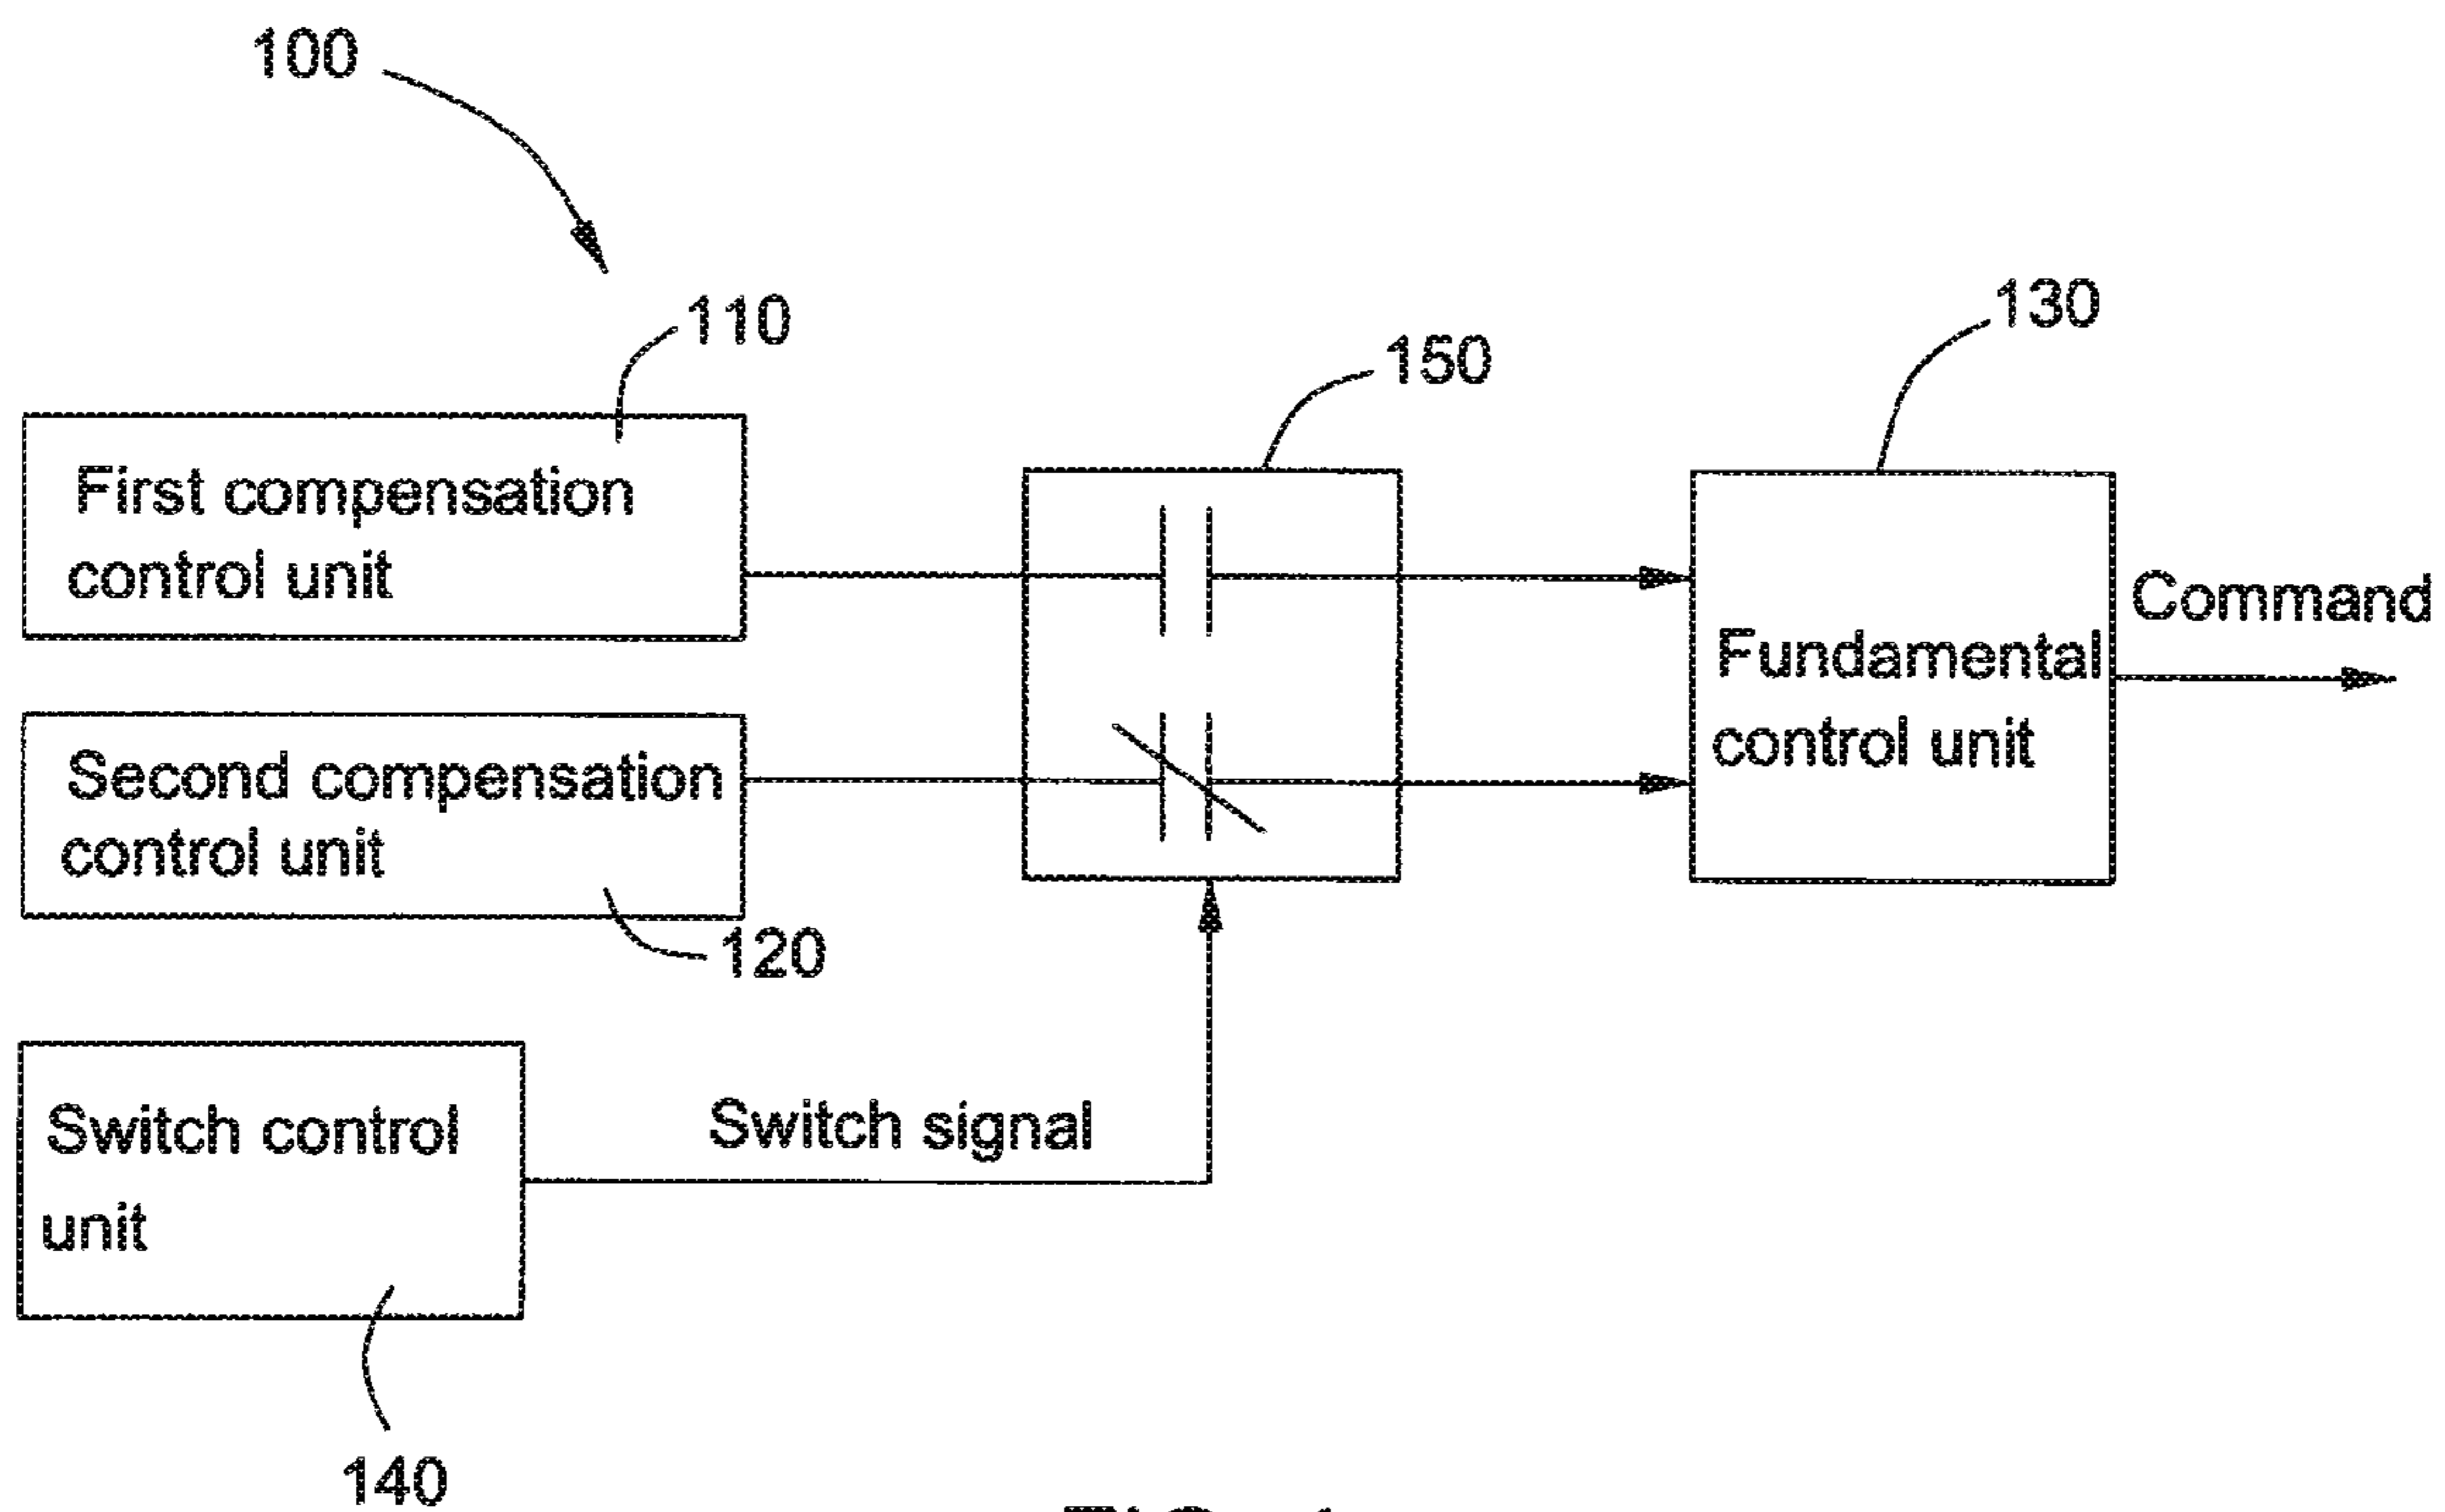 100
110
130
150
First compensation
control unit
Command
Fundamental
control unit
Second compensation
control unit
120
Switch control
unit
Switch signal
140